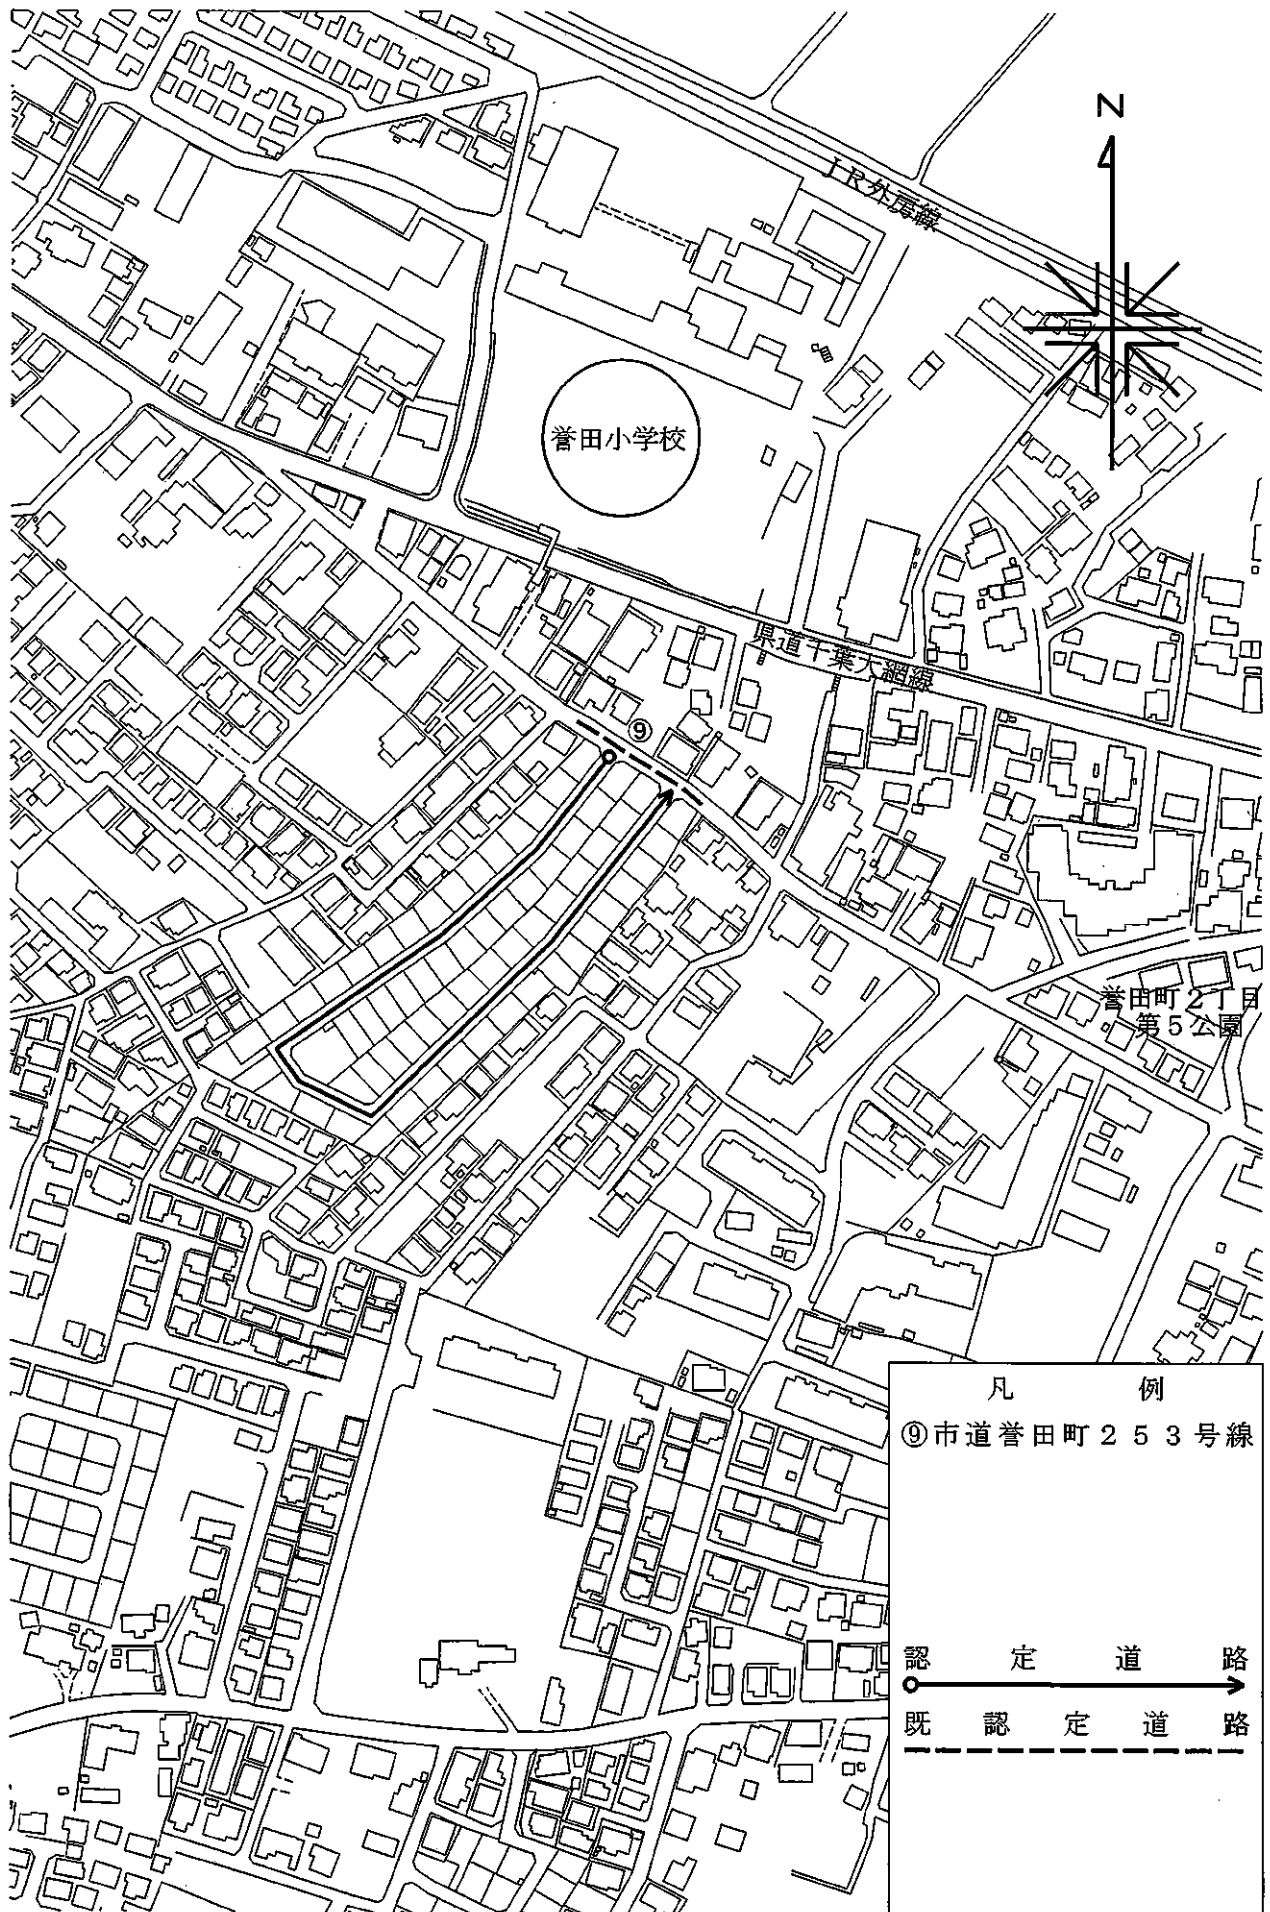 N
JR外房線
誉田小学校
県道千葉大網線
⑨
誉田町2丁目
第5公園
凡例
⑨市道誉田町253号線
認定道路
既認定道路